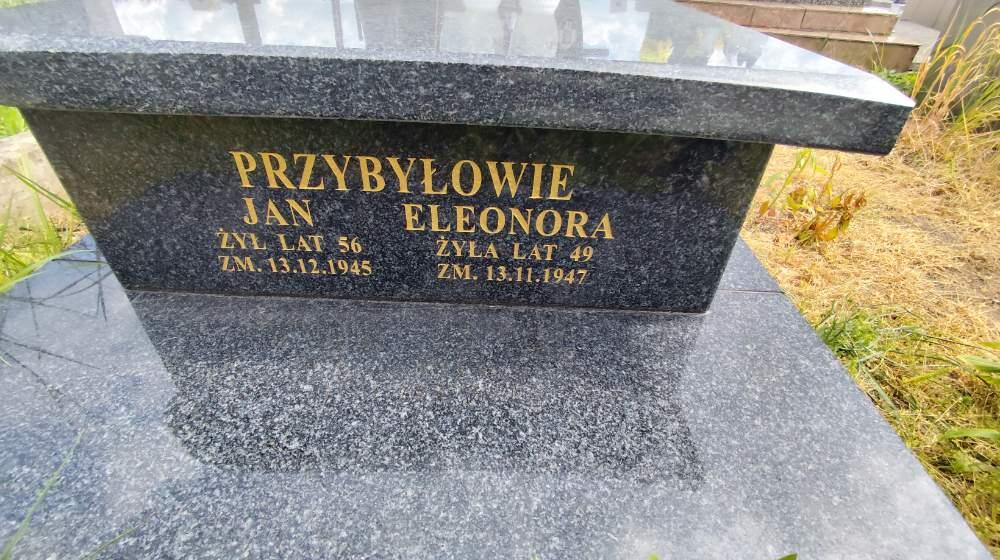 PRZYBYŁOWIE
JAN ELEONORA
ŻYŁ LAT 56 ŻYŁA LAT 49
ZM. 13.12.1945 ZM. 13.11.1947